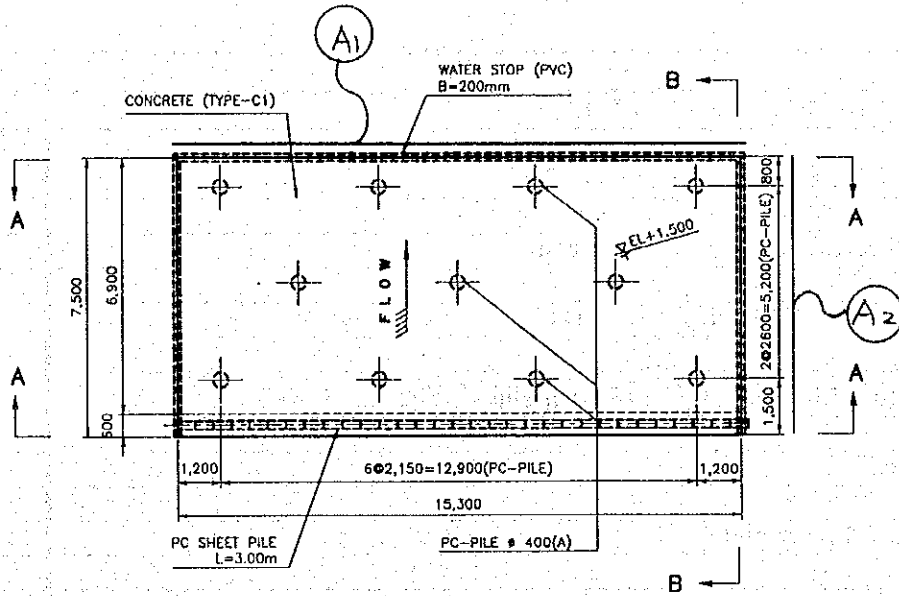 A1
WATER STOP (PVC)
B=200mm
B
CONCRETE (TYPE-C1)
A
A
800
7,500
6,900
FLOW
EL+1,500
2@2600=5,200(PC-PILE)
A2
A
A
600
1,500
1,200
6@2,150=12,900(PC-PILE)
1,200
15,300
PC SHEET PILE
L=3.00m
PC-PILE ø 400(A)
B